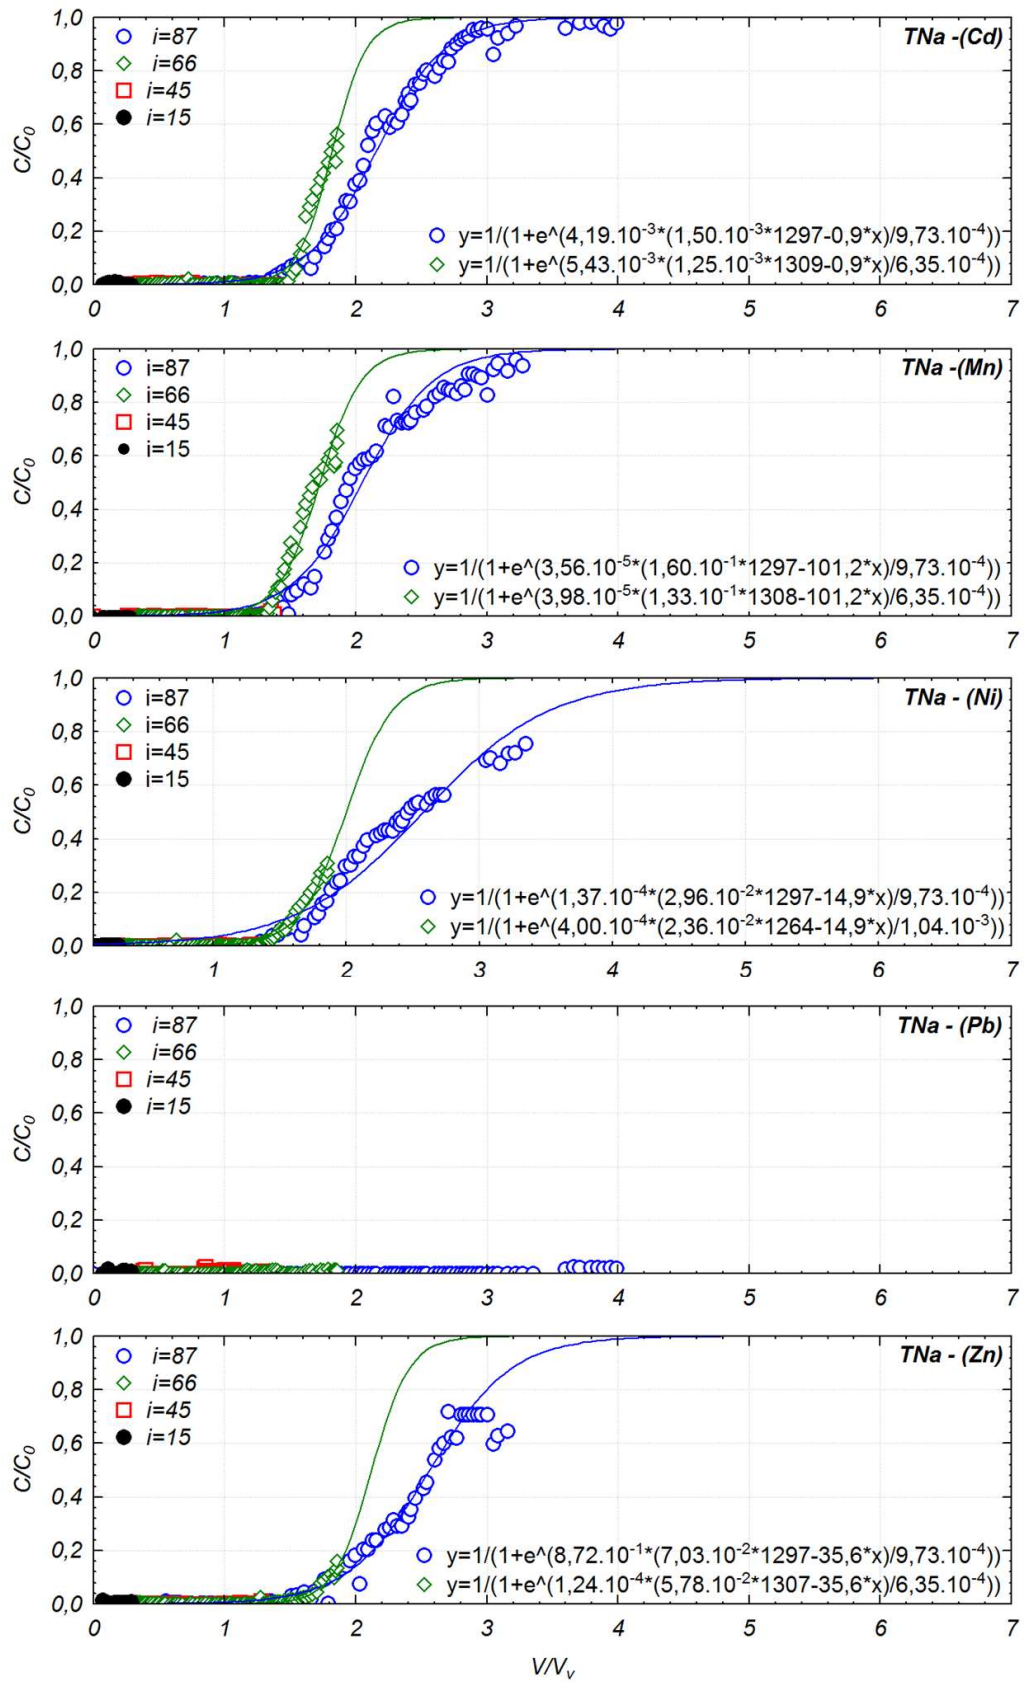 1,0
0,8
0,6
0,4
0,2
0,0
C/C0
i=87
i=66
i=45
i=15
TNa -(Cd)
y=1/(1+e^(4,19.10-3*(1,50.10-3*1297-0,9*x)/9,73.10-4))
y=1/(1+e^(5,43.10-3*(1,25.10-3*1309-0,9*x)/6,35.10-4))
0 1 2 3 4 5 6 7
1,0
0,8
0,6
0,4
0,2
0,0
C/C0
i=87
i=66
i=45
i=15
TNa -(Mn)
y=1/(1+e^(3,56.10-5*(1,60.10-1*1297-101,2*x)/9,73.10-4))
y=1/(1+e^(3,98.10-5*(1,33.10-1*1308-101,2*x)/6,35.10-4))
0 1 2 3 4 5 6 7
1,0
0,8
0,6
0,4
0,2
0,0
C/C0
i=87
i=66
i=45
i=15
TNa - (Ni)
y=1/(1+e^(1,37.10-4*(2,96.10-2*1297-14,9*x)/9,73.10-4))
y=1/(1+e^(4,00.10-4*(2,36.10-2*1264-14,9*x)/1,04.10-3))
1 2 3 4 5 6 7
1,0
0,8
0,6
0,4
0,2
0,0
C/C0
i=87
i=66
i=45
i=15
TNa - (Pb)
0 1 2 3 4 5 6 7
1,0
0,8
0,6
0,4
0,2
0,0
C/C0
i=87
i=66
i=45
i=15
TNa - (Zn)
y=1/(1+e^(8,72.10-1*(7,03.10-2*1297-35,6*x)/9,73.10-4))
y=1/(1+e^(1,24.10-4*(5,78.10-2*1307-35,6*x)/6,35.10-4))
0 1 2 3 4 5 6 7
V/Vv